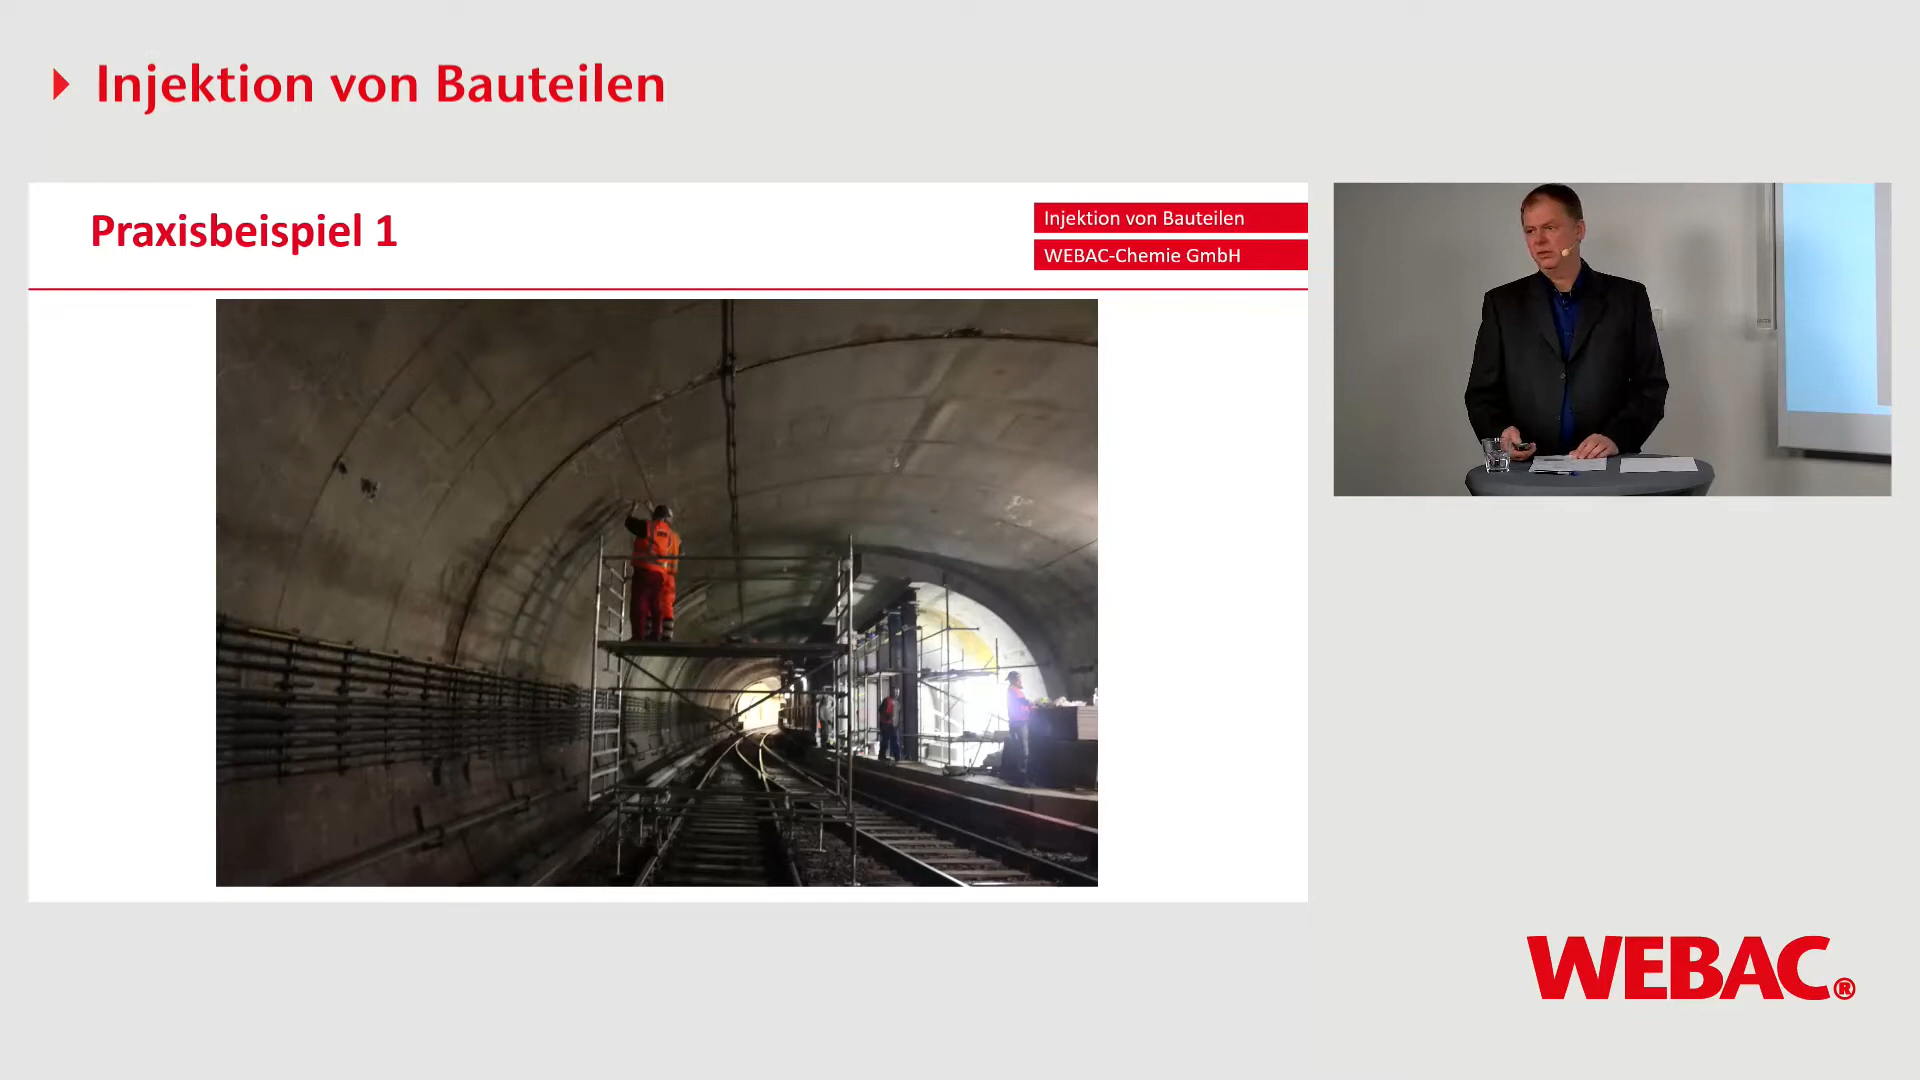 Injektion von Bauteilen
Praxisbeispiel 1
Injektion von Bauteilen
WEBAC-Chemie GmbH
WEBAC®